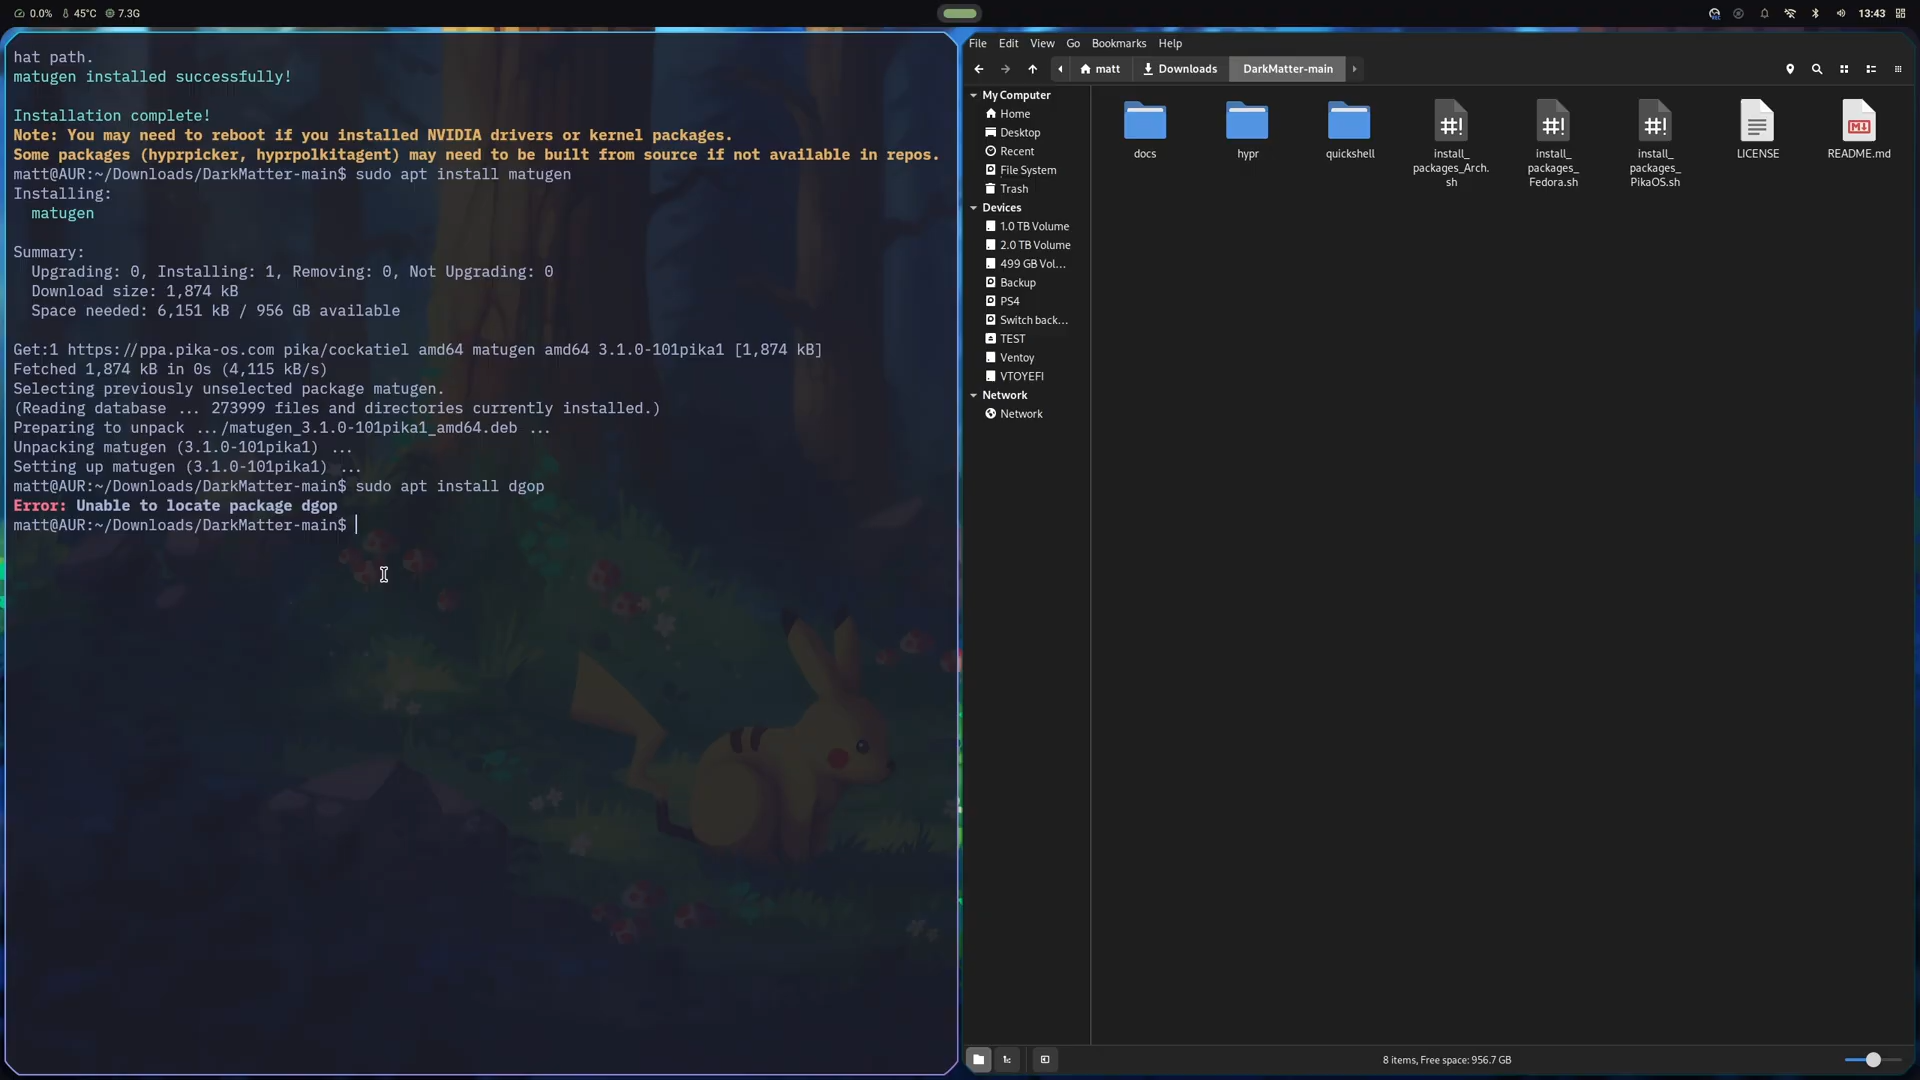 0.0% 45°C 7.3G
13:43
hat path.
matugen installed successfully!
Installation complete!
Note: You may need to reboot if you installed NVIDIA drivers or kernel packages.
Some packages (hyprpicker, hyprpolkitagent) may need to be built from source if not available in repos.
matt@AUR:~/Downloads/DarkMatter-main$ sudo apt install matugen
Installing:
matugen
Summary:
Upgrading: 0, Installing: 1, Removing: 0, Not Upgrading: 0
Download size: 1,874 kB
Space needed: 6,151 kB / 956 GB available
Get:1 https://ppa.pika-os.com pika/cockatiel amd64 matugen amd64 3.1.0-101pika1 [1,874 kB]
Fetched 1,874 kB in 0s (4,115 kB/s)
Selecting previously unselected package matugen.
(Reading database ... 273999 files and directories currently installed.)
Preparing to unpack .../matugen_3.1.0-101pika1_amd64.deb ...
Unpacking matugen (3.1.0-101pika1) ...
Setting up matugen (3.1.0-101pika1) ...
matt@AUR:~/Downloads/DarkMatter-main$ sudo apt install dgop
Error: Unable to locate package dgop
matt@AUR:~/Downloads/DarkMatter-main$
File Edit View Go Bookmarks Help
matt Downloads DarkMatter-main
My Computer
Home
Desktop
Recent
File System
Trash
Devices
1.0 TB Volume
2.0 TB Volume
499 GB Vol...
Backup
PS4
Switch back...
TEST
Ventoy
VTOYEFI
Network
Network
docs
hypr
quickshell
#!
install_
packages_Arch.
sh
#!
install_
packages_
Fedora.sh
#!
install_
packages_
PikaOS.sh
LICENSE
README.md
8 items, Free space: 956.7 GB